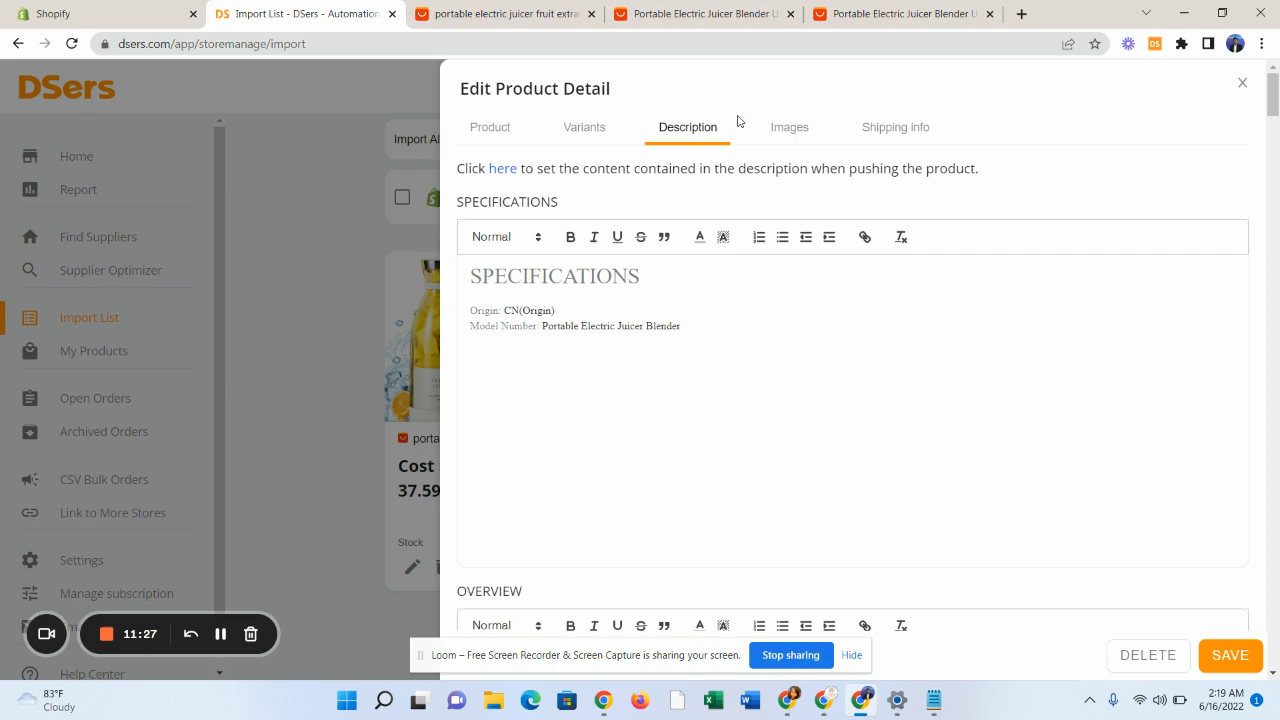 Shopify
DS Import List - DSers - Automation
portable electric juicer fruit extra
Portable Electric Juicer Blender U
Portable Electric Juicer Blender U
dsers.com/app/storemanage/import
DS
DSers
Home
Report
Find Suppliers
Supplier Optimizer
Import List
My Products
Open Orders
Archived Orders
CSV Bulk Orders
Link to More Stores
Settings
Manage subscription
Help Center
Import Al
porta
Cost
37.59
Stock
Edit Product Detail
Product
Variants
Description
Images
Shipping info
Click here to set the content contained in the description when pushing the product.
SPECIFICATIONS
Normal
SPECIFICATIONS
Origin: CN(Origin)
Model Number: Portable Electric Juicer Blender
OVERVIEW
Normal
DELETE
SAVE
11:27
Loom – Free Screen Recorder & Screen Capture is sharing your screen.
Stop sharing
Hide
83°F
Cloudy
2:19 AM
6/16/2022
1